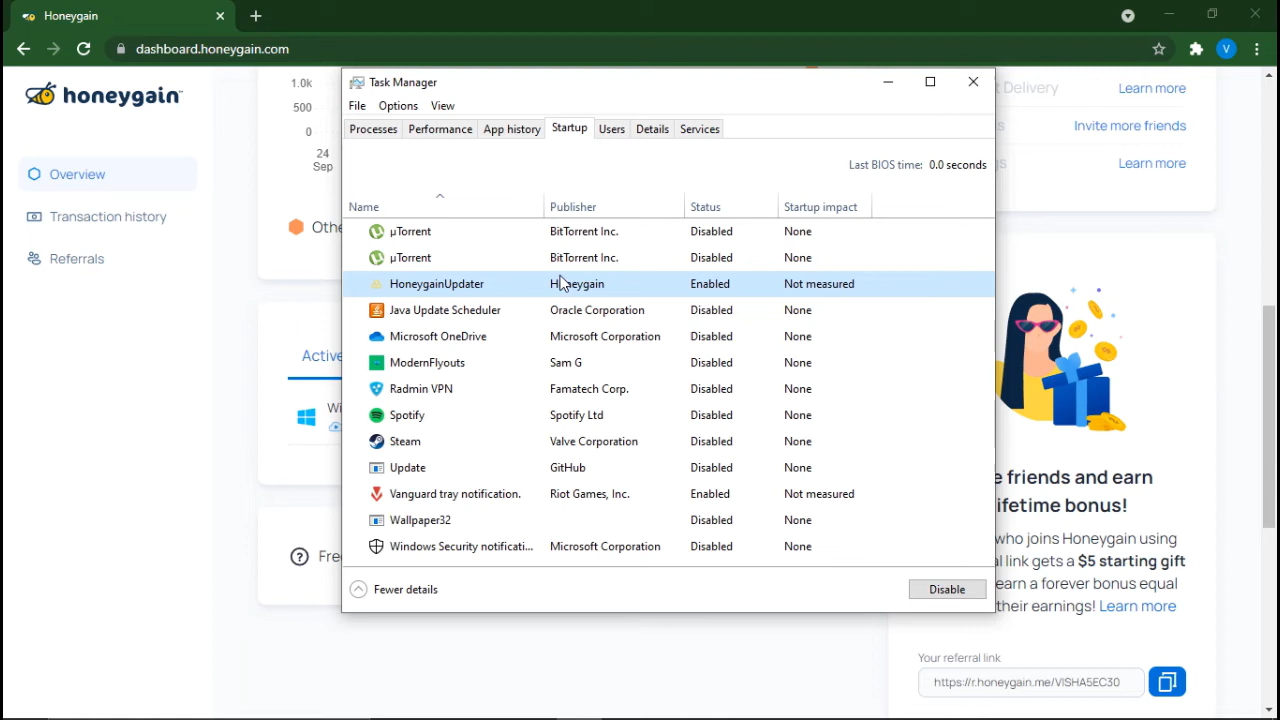 Honeygain
dashboard.honeygain.com
honeygain
Overview
Transaction history
Referrals
1.0k
500
0
24
Sep
Othe
Active
Wi
Fre
Task Manager
File Options View
Processes Performance App history Startup Users Details Services
Last BIOS time: 0.0 seconds
Name Publisher Status Startup impact
µTorrent BitTorrent Inc. Disabled None
µTorrent BitTorrent Inc. Disabled None
HoneygainUpdater Honeygain Enabled Not measured
Java Update Scheduler Oracle Corporation Disabled None
Microsoft OneDrive Microsoft Corporation Disabled None
ModernFlyouts Sam G Disabled None
Radmin VPN Famatech Corp. Disabled None
Spotify Spotify Ltd Disabled None
Steam Valve Corporation Disabled None
Update GitHub Disabled None
Vanguard tray notification. Riot Games, Inc. Enabled Not measured
Wallpaper32 Disabled None
Windows Security notificati... Microsoft Corporation Disabled None
Fewer details Disable
t Delivery Learn more
s Invite more friends
gs Learn more
e friends and earn
ifetime bonus!
who joins Honeygain using
l link gets a $5 starting gift
earn a forever bonus equal
their earnings! Learn more
Your referral link
https://r.honeygain.me/VISHA5EC30
V